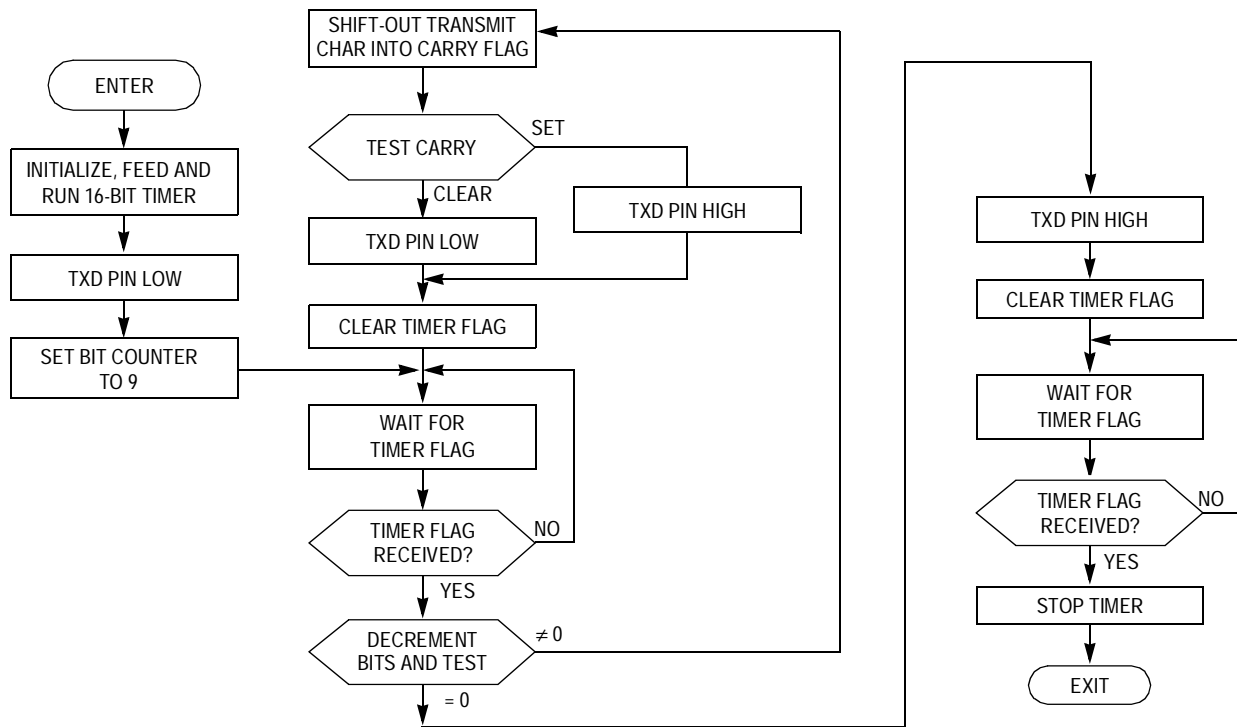 ENTER
INITIALIZE, FEED AND
RUN 16-BIT TIMER
TXD PIN LOW
SET BIT COUNTER
TO 9
SHIFT-OUT TRANSMIT
CHAR INTO CARRY FLAG
TEST CARRY
SET
CLEAR
TXD PIN HIGH
TXD PIN LOW
CLEAR TIMER FLAG
WAIT FOR
TIMER FLAG
TIMER FLAG
RECEIVED?
NO
YES
DECREMENT
BITS AND TEST
≠ 0
= 0
TXD PIN HIGH
CLEAR TIMER FLAG
WAIT FOR
TIMER FLAG
TIMER FLAG
RECEIVED?
NO
YES
STOP TIMER
EXIT